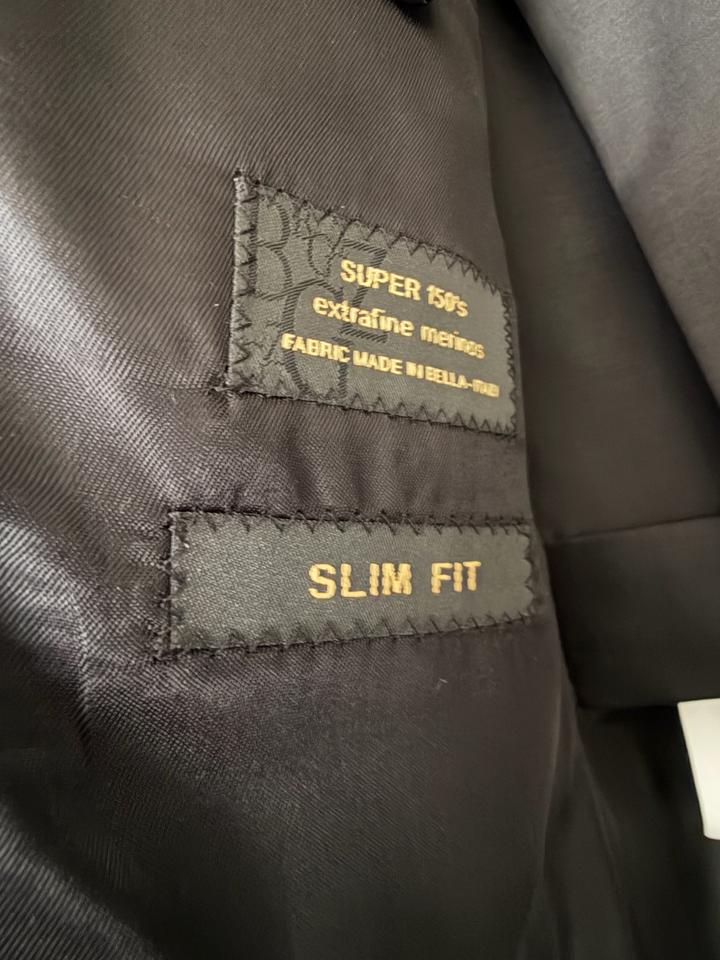 SUPER 150's
extrafine merinos
FABRIC MADE IN BELLA-ITALY
SLIM FIT